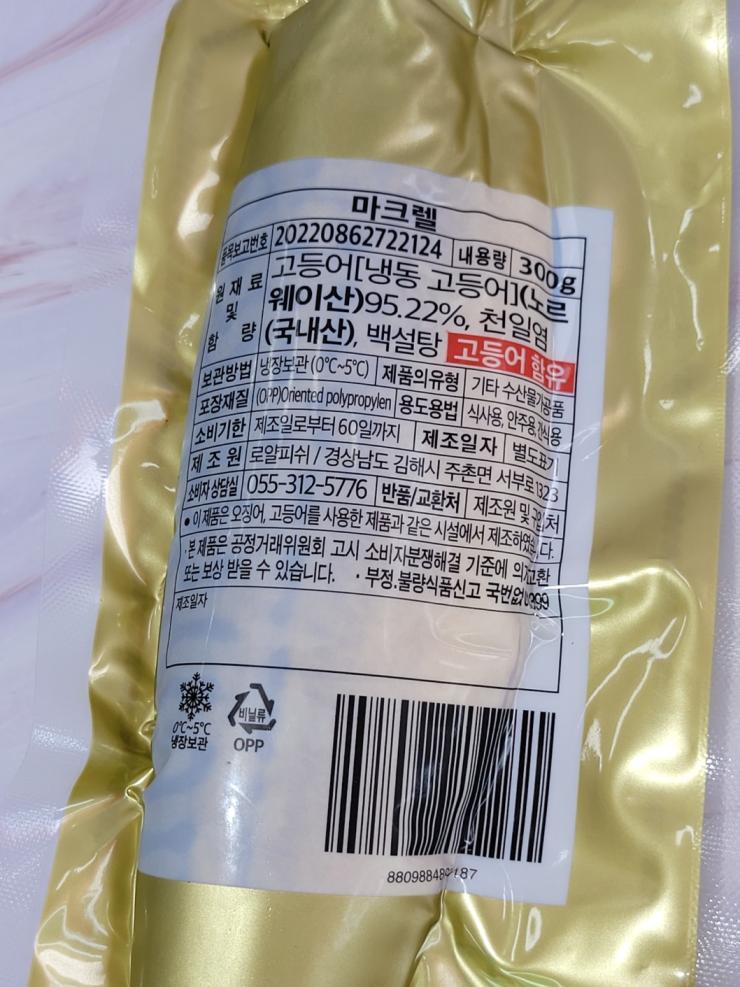 마크렐
품목보고번호 20220862722124 내용량 300g
원재료 및 함량 고등어[냉동 고등어](노르
웨이산)95.22%, 천일염
(국내산), 백설탕 고등어 함유
보관방법 냉장보관(0℃~5℃) 제품의유형 기타 수산물가공품
포장재질 (OPP)Oriented polypropylen 용도용법 식사용, 안주용,간식용
소비기한 제조일로부터 60일까지 제조일자 별도표기
제조원 로얄피쉬 / 경상남도 김해시 주촌면 서부로1323
소비자 상담실 055-312-5776 반품/교환처 제조원 및 구입처
• 이 제품은 오징어, 고등어를 사용한 제품과 같은 시설에서 제조하였습니다.
· 본 제품은 공정거래위원회 고시 소비자분쟁해결 기준에 의거교환
또는 보상 받을 수 있습니다. · 부정.불량식품신고 국번없이1399
제조일자
0℃~5℃
냉장보관
비닐류
OPP